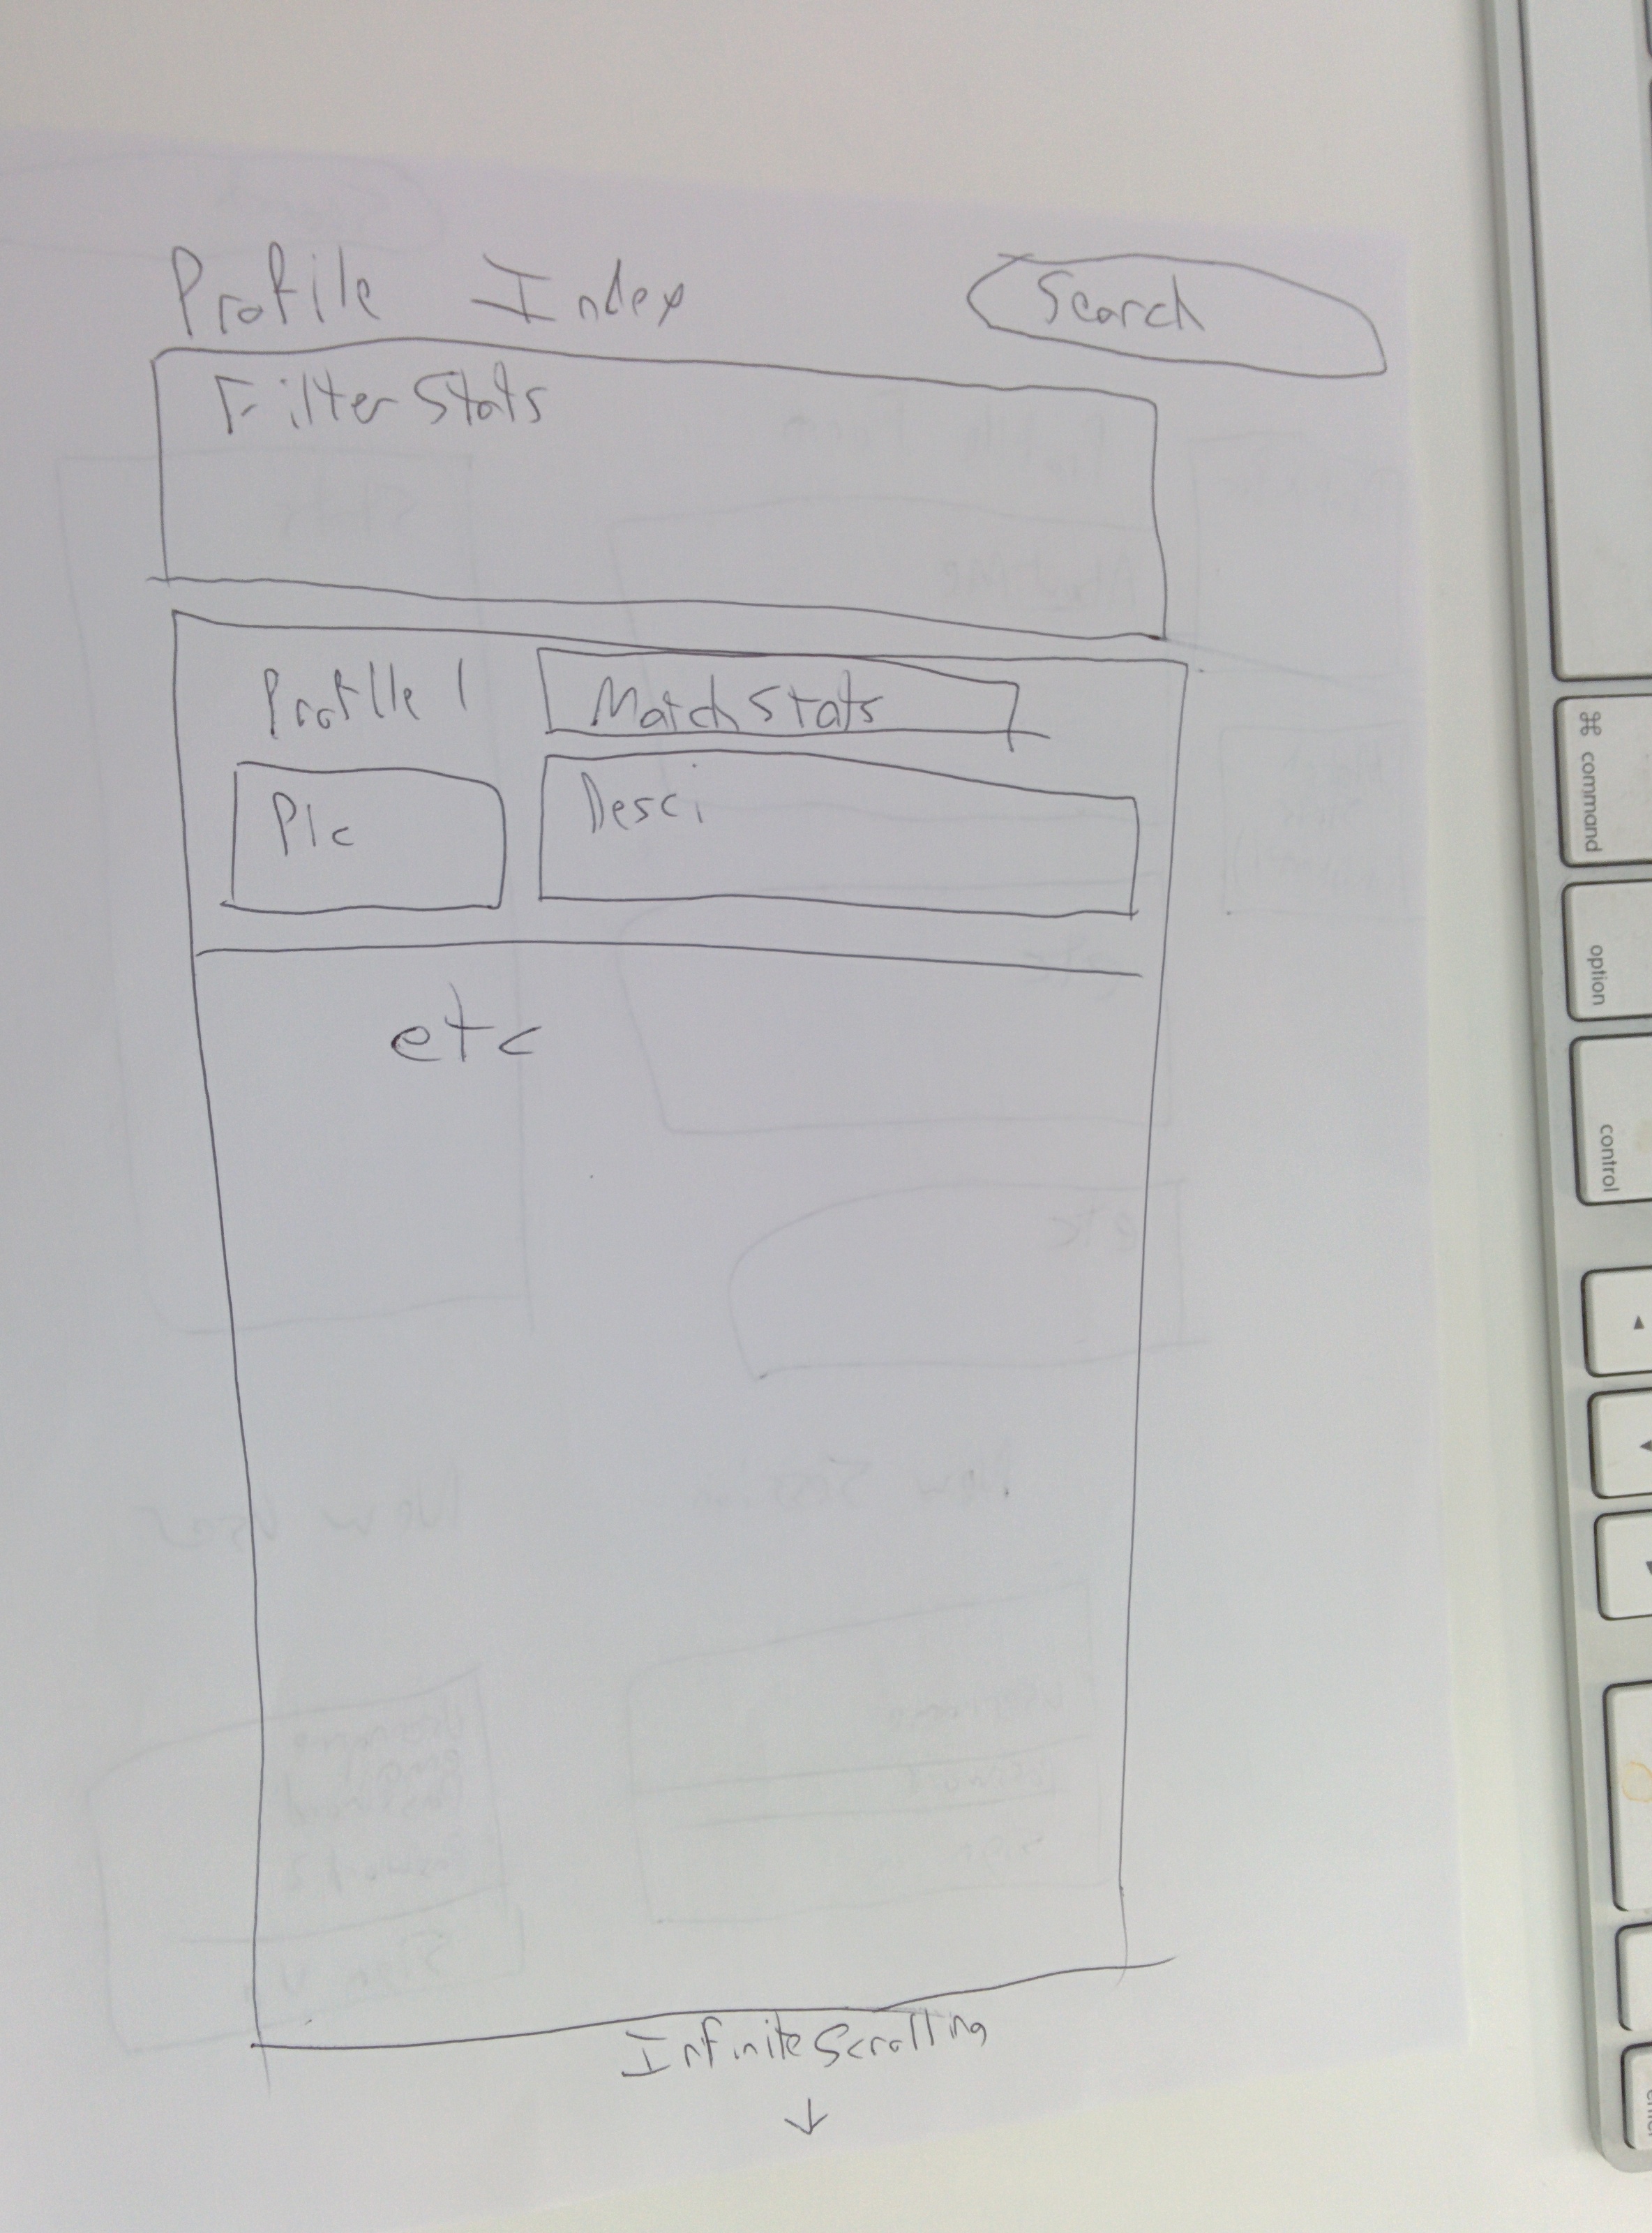 Profile Index
Search
Filter Stats
Profile 1
Match Stats
Pic
Desc:
etc
Infinite Scrolling
↓
⌘ command
option
control